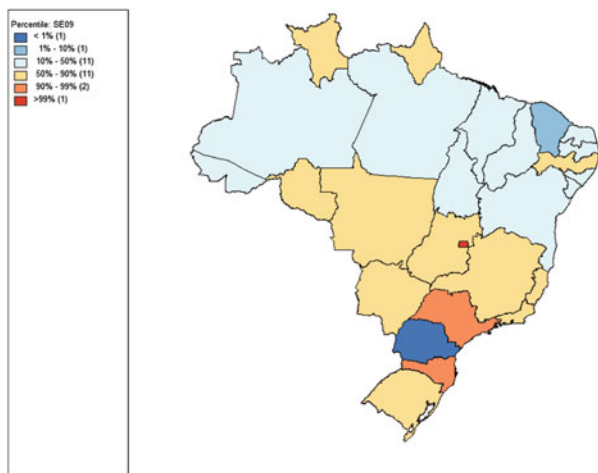 Percentile: SE09
< 1% (1)
1% - 10% (1)
10% - 50% (11)
50% - 90% (11)
90% - 99% (2)
>99% (1)